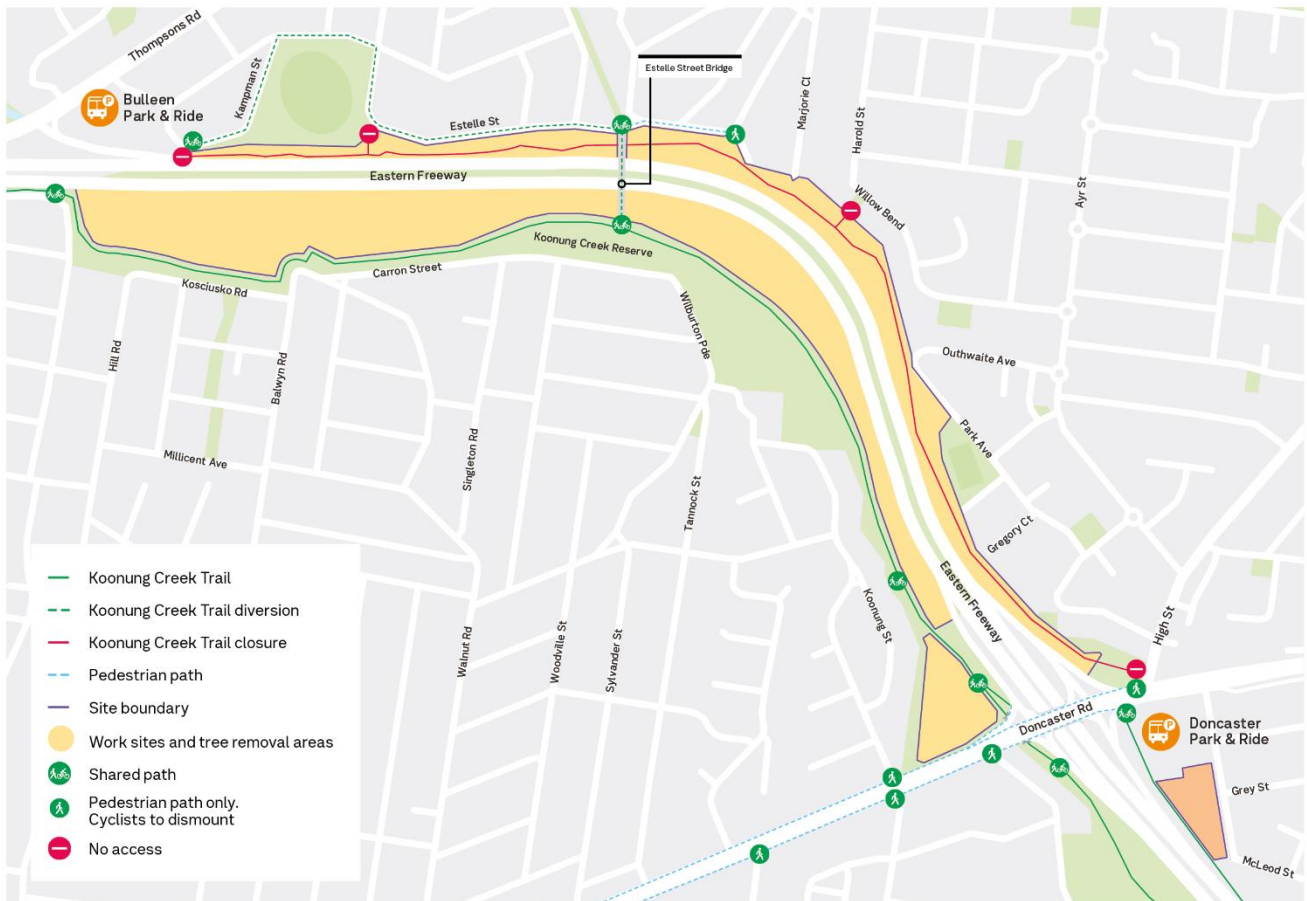 Thompsons Rd
Kampman St
Bulleen
Park & Ride
Estelle St
Estelle Street Bridge
Marjorie Cl
Harold St
Willow Bend
Ayr St
Eastern Freeway
Koonung Creek Reserve
Carron Street
Kosciusko Rd
Hill Rd
Balwyn Rd
Wilburton Pde
Outhwaite Ave
Park Ave
Millicent Ave
Singleton Rd
Tannock St
Gregory Ct
Eastern Freeway
Koonung St
High St
Walnut Rd
Woodville St
Sylvander St
Doncaster Rd
Doncaster
Park & Ride
Grey St
McLeod St
Koonung Creek Trail
Koonung Creek Trail diversion
Koonung Creek Trail closure
Pedestrian path
Site boundary
Work sites and tree removal areas
Shared path
Pedestrian path only.
Cyclists to dismount
No access